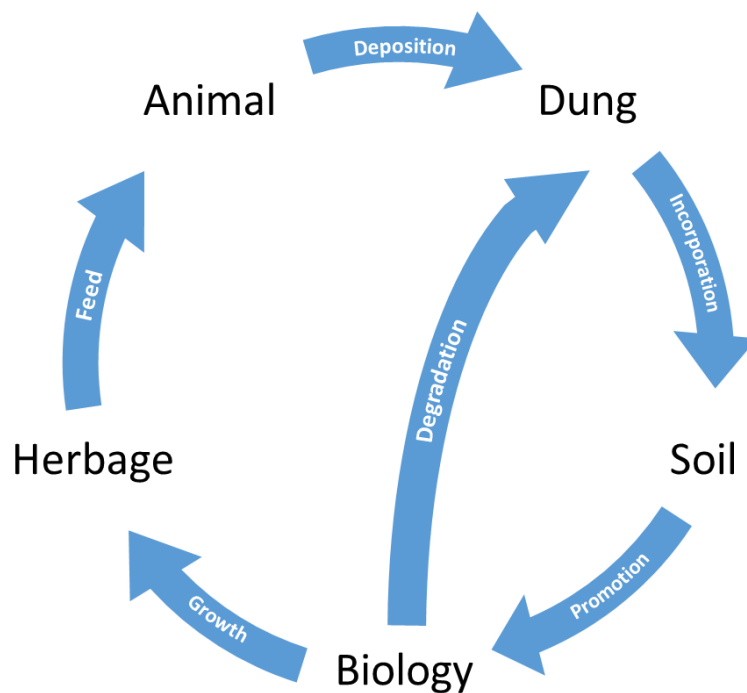 Deposition
Animal
Dung
Incorporation
Feed
Degradation
Herbage
Soil
Promotion
Growth
Biology